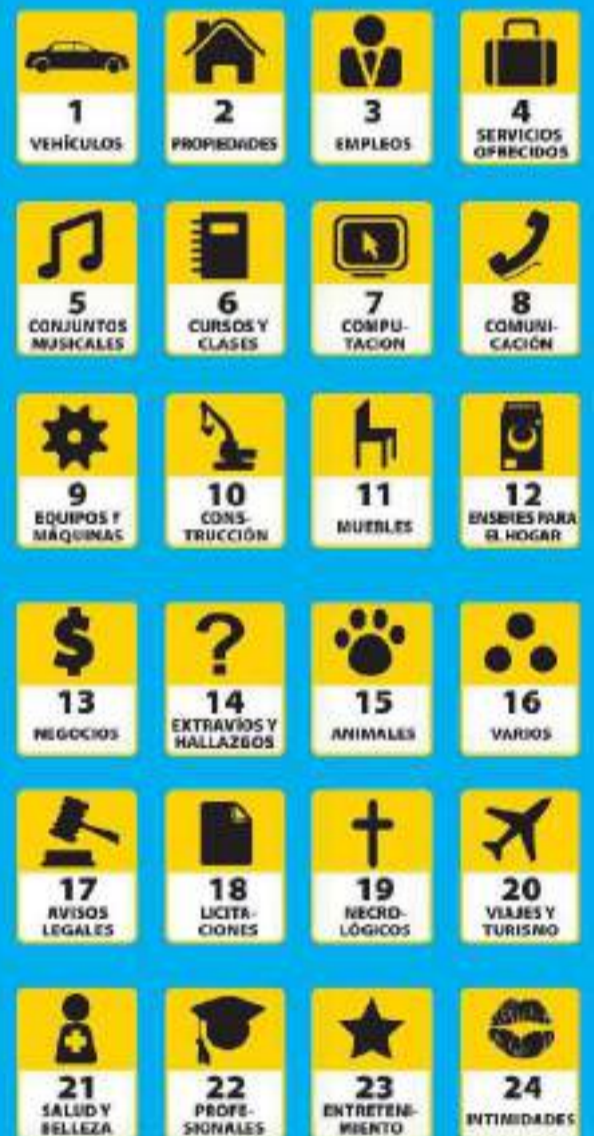 1
VEHÍCULOS
2
PROPIEDADES
3
EMPLEOS
4
SERVICIOS
OFRECIDOS
5
CONJUNTOS
MUSICALES
6
CURSOS Y
CLASES
7
COMPU-
TACION
8
COMUNI-
CACIÓN
9
EQUIPOS Y
MÁQUINAS
10
CONS-
TRUCCIÓN
11
MUEBLES
12
ENSERES PARA
EL HOGAR
$
13
NEGOCIOS
?
14
EXTRAVÍOS Y
HALLAZGOS
15
ANIMALES
16
VARIOS
17
AVISOS
LEGALES
18
LICITA-
CIONES
19
NECRO-
LÓGICOS
20
VIAJES Y
TURISMO
21
SALUD Y
BELLEZA
22
PROFE-
SIONALES
23
ENTRETENI-
MIENTO
24
INTIMIDADES